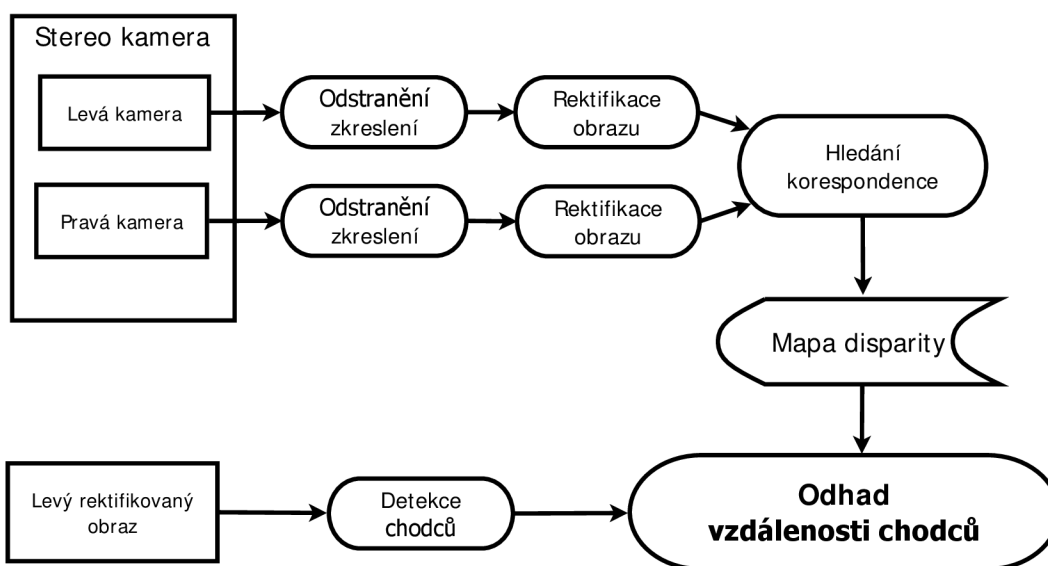 Stereo kamera
Levá kamera
Odstranění
zkreslení
Rektifikace
obrazu
Hledání
korespondence
Pravá kamera
Odstranění
zkreslení
Rektifikace
obrazu
Mapa disparity
Levý rektifikovaný
obraz
Detekce
chodců
Odhad
vzdálenosti chodců